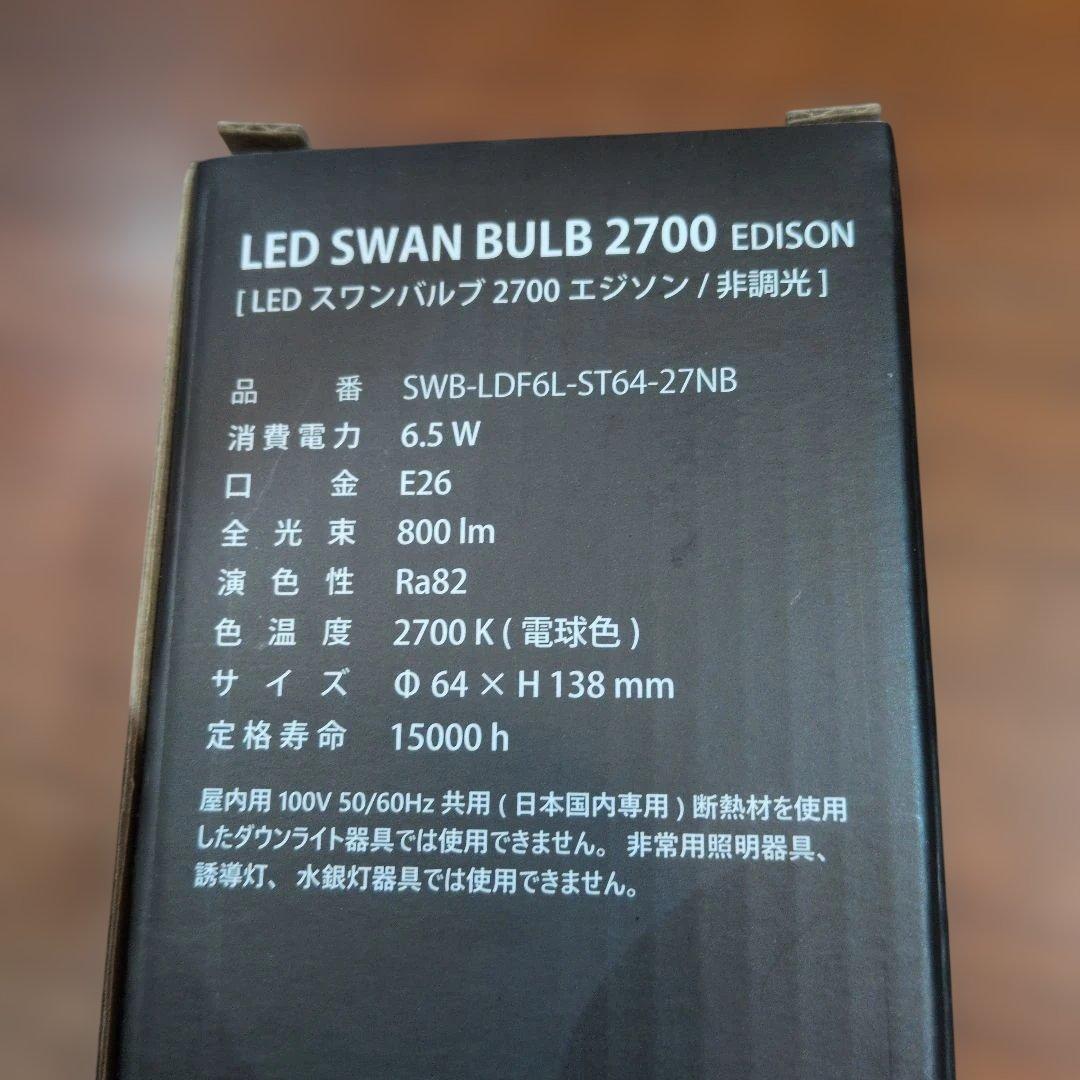 LED SWAN BULB 2700 EDISON
[ LED スワンバルブ 2700 エジソン / 非調光 ]
品番 SWB-LDF6L-ST64-27NB
消費電力 6.5 W
口金 E26
全光束 800 lm
演色性 Ra82
色温度 2700 K ( 電球色 )
サイズ Φ 64 × H 138 mm
定格寿命 15000 h
屋内用 100V 50/60Hz 共用 ( 日本国内専用 ) 断熱材を使用
したダウンライト器具では使用できません。 非常用照明器具、
誘導灯、 水銀灯器具では使用できません。